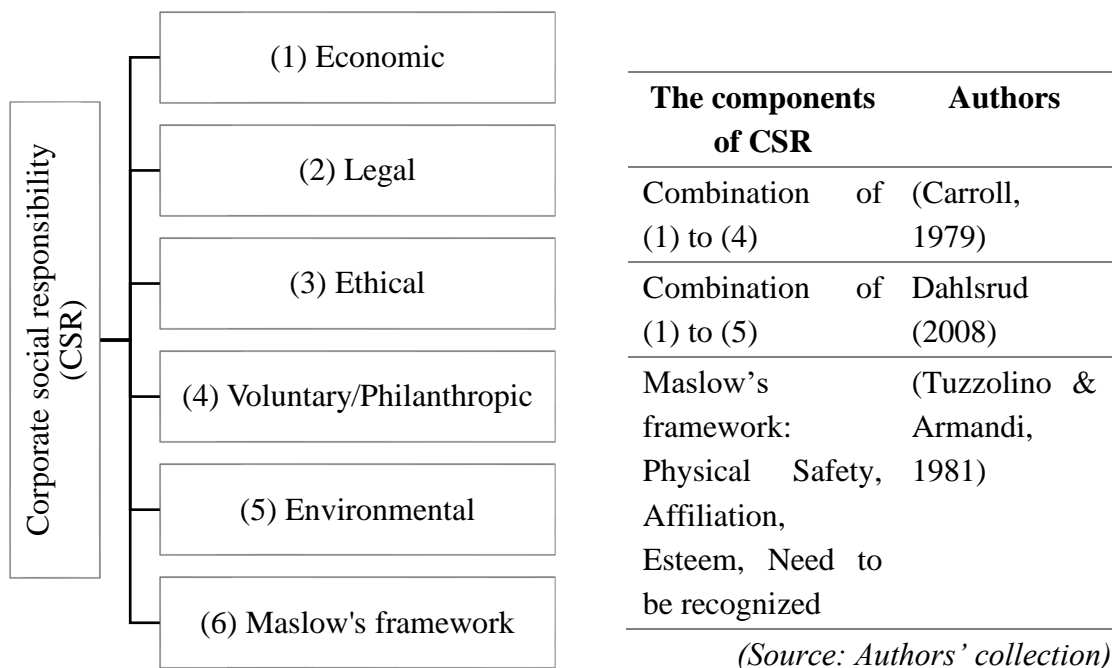 Corporate social responsibility
(CSR)
(1) Economic
(2) Legal
(3) Ethical
(4) Voluntary/Philanthropic
(5) Environmental
(6) Maslow's framework
The components
of CSR
Authors
Combination of
(1) to (4)
(Carroll,
1979)
Combination of
(1) to (5)
Dahlsrud
(2008)
Maslow’s
framework:
Physical Safety,
Affiliation,
Esteem, Need to
be recognized
(Tuzzolino &
Armandi,
1981)
(Source: Authors’ collection)